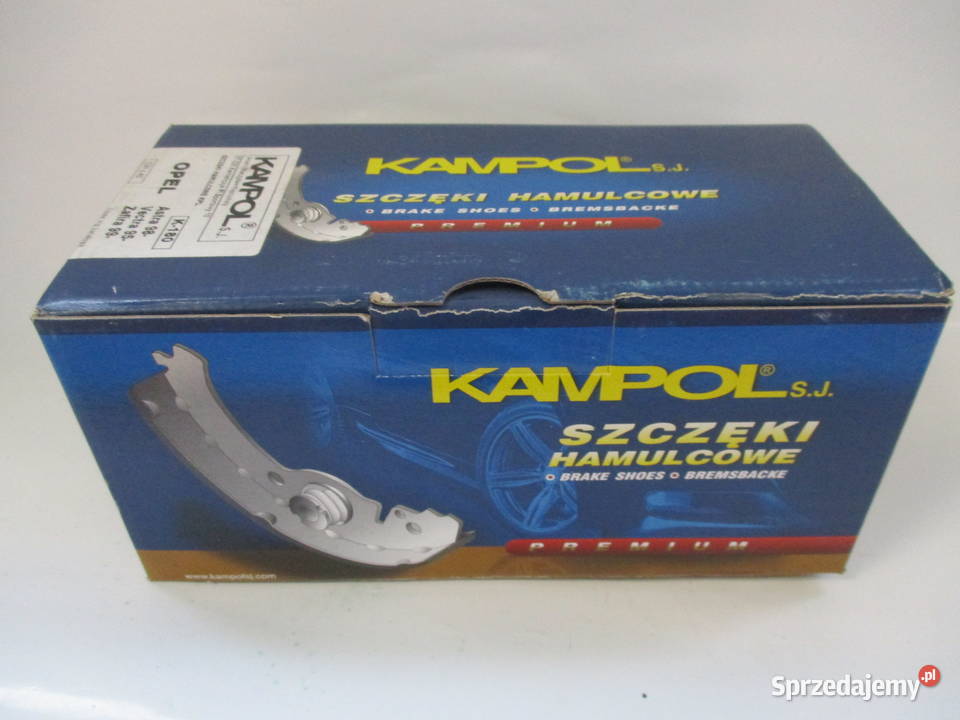 KAMPOL® S.J.
SZCZĘKI HAMULCOWE
BRAKE SHOES BREMSBACKE
PREMIUM
KAMPOL® S.J.
OPEL
K-160
Astra 98-
Vectra 95-
Zafira 99-
KAMPOL® S.J.
SZCZĘKI
HAMULCOWE
BRAKE SHOES BREMSBACKE
PREMIUM
www.kampolsj.com
Sprzedajemy.pl